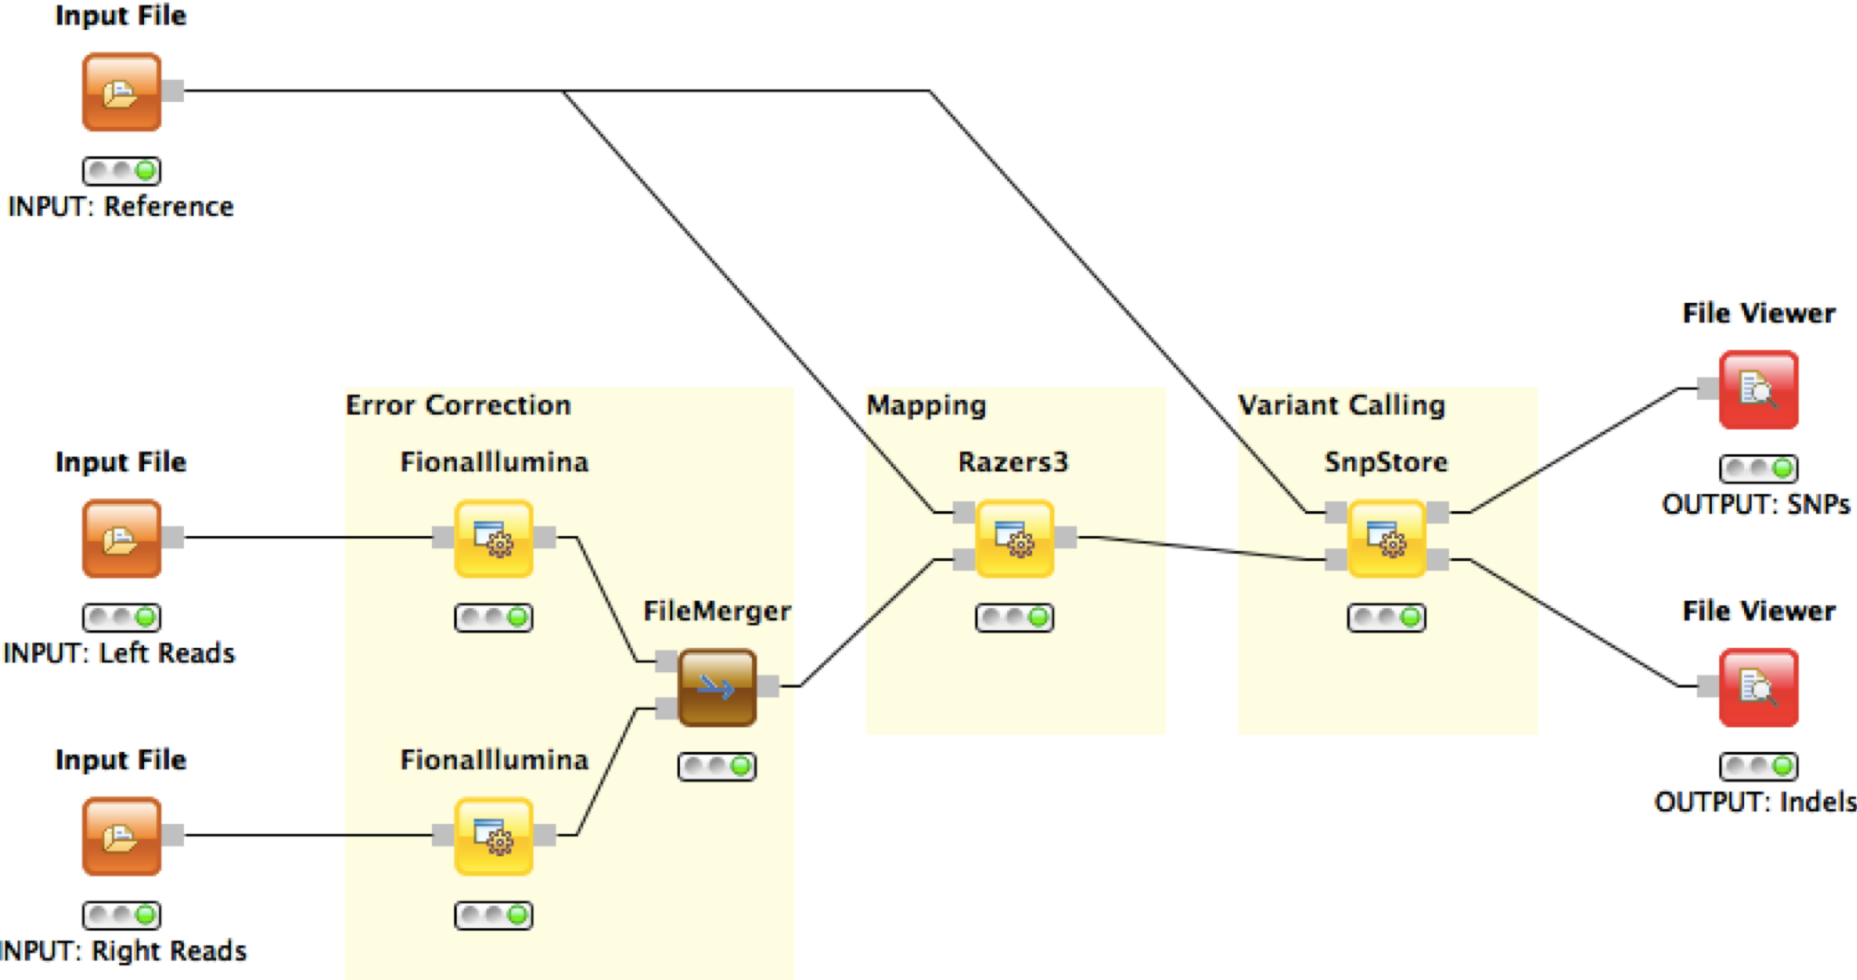 Input File
INPUT: Reference
File Viewer
OUTPUT: SNPs
Error Correction
Mapping
Variant Calling
Input File
FionaIllumina
Razers3
SnpStore
INPUT: Left Reads
FileMerger
File Viewer
OUTPUT: Indels
Input File
FionaIllumina
INPUT: Right Reads